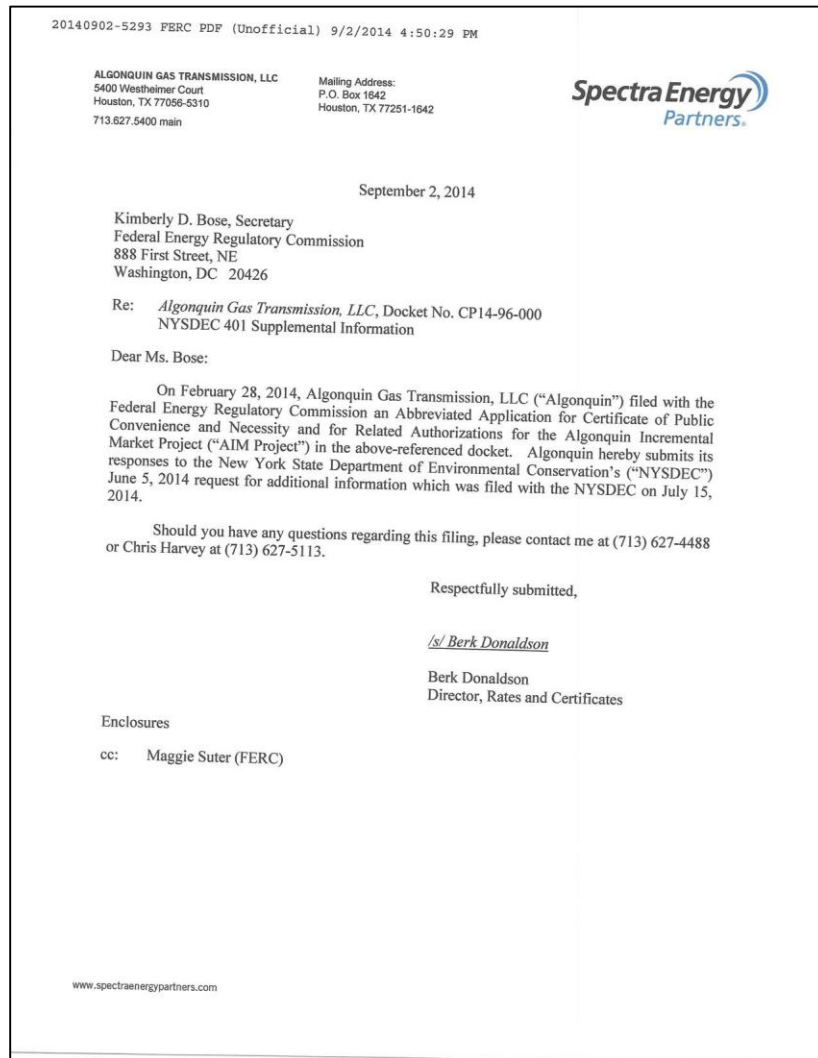 20140902-5293 FERC PDF (Unofficial) 9/2/2014 4:50:29 PM
ALGONQUIN GAS TRANSMISSION, LLC
5400 Westheimer Court
Houston, TX 77056-5310
713.627.5400 main
Mailing Address:
P.O. Box 1642
Houston, TX 77251-1642
Spectra Energy
Partners®
September 2, 2014
Kimberly D. Bose, Secretary
Federal Energy Regulatory Commission
888 First Street, NE
Washington, DC 20426
Re: Algonquin Gas Transmission, LLC, Docket No. CP14-96-000
NYSDEC 401 Supplemental Information
Dear Ms. Bose:
On February 28, 2014, Algonquin Gas Transmission, LLC (“Algonquin”) filed with the
Federal Energy Regulatory Commission an Abbreviated Application for Certificate of Public
Convenience and Necessity and for Related Authorizations for the Algonquin Incremental
Market Project (“AIM Project”) in the above-referenced docket. Algonquin hereby submits its
responses to the New York State Department of Environmental Conservation’s (“NYSDEC”)
June 5, 2014 request for additional information which was filed with the NYSDEC on July 15,
2014.
Should you have any questions regarding this filing, please contact me at (713) 627-4488
or Chris Harvey at (713) 627-5113.
Respectfully submitted,
/s/ Berk Donaldson
Berk Donaldson
Director, Rates and Certificates
Enclosures
cc: Maggie Suter (FERC)
www.spectraenergypartners.com